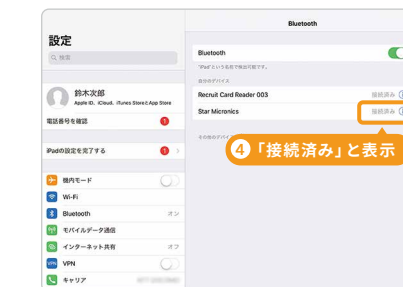 設定
検索
鈴木次郎
Apple ID、iCloud、iTunes StoreとApp Store
電話番号を確認
1
iPadの設定を完了する
1
機内モード
Wi-Fi
Bluetooth
オン
モバイルデータ通信
インターネット共有
オフ
VPN
VPN
キャリア
Bluetooth
Bluetooth
"iPad"という名前で検出可能です。
自分のデバイス
Recruit Card Reader 003
接続済み
Star Micronics
接続済み
その他のデバイス
4「接続済み」と表示